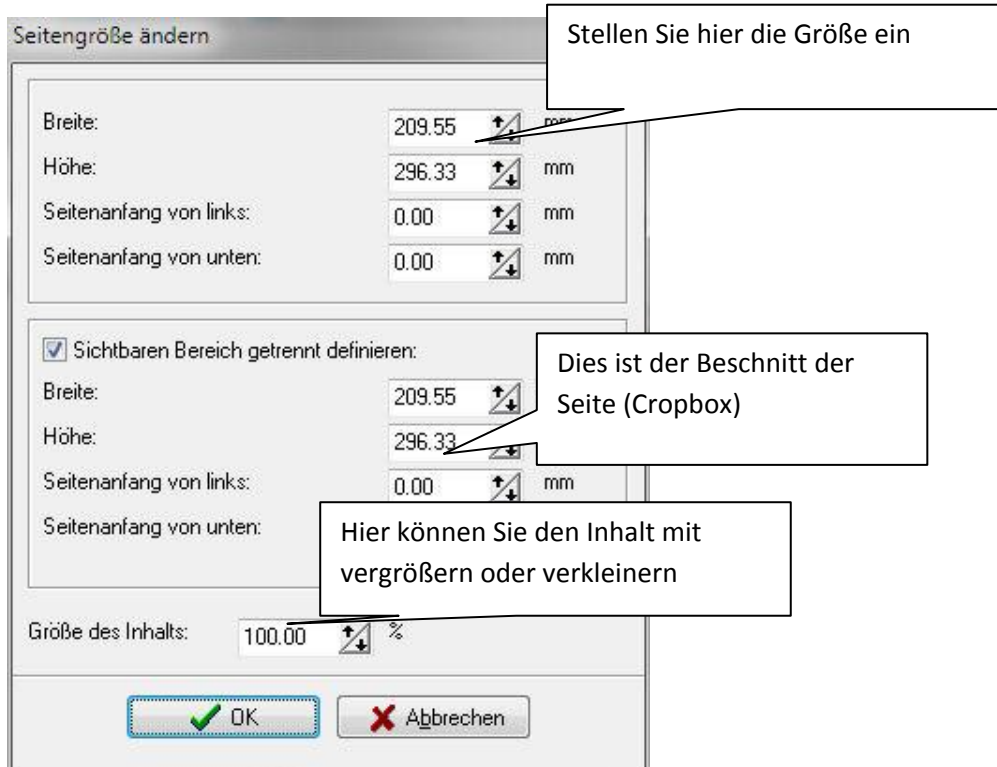 Seitengröße ändern
Stellen Sie hier die Größe ein
Breite: 209.55
Höhe: 296.33 mm
Seitenanfang von links: 0.00 mm
Seitenanfang von unten: 0.00 mm
Sichtbaren Bereich getrennt definieren:
Dies ist der Beschnitt der
Seite (Cropbox)
Breite: 209.55
Höhe: 296.33
Seitenanfang von links: 0.00 mm
Seitenanfang von unten:
Hier können Sie den Inhalt mit
vergrößern oder verkleinern
Größe des Inhalts: 100.00 %
OK Abbrechen